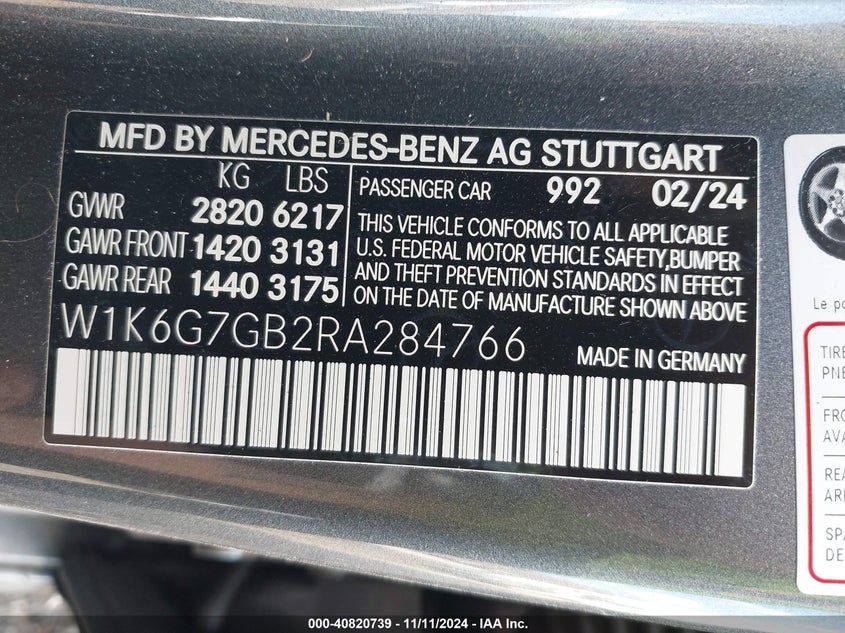 MFD BY MERCEDES-BENZ AG STUTTGART
KG LBS
GVWR 2820 6217
GAWR FRONT 1420 3131
GAWR REAR 1440 3175
PASSENGER CAR 992 02/24
THIS VEHICLE CONFORMS TO ALL APPLICABLE
U.S. FEDERAL MOTOR VEHICLE SAFETY,BUMPER
AND THEFT PREVENTION STANDARDS IN EFFECT
ON THE DATE OF MANUFACTURE SHOWN ABOVE
W1K6G7GB2RA284766
MADE IN GERMANY
Le
TIRE
000-40820739 - 11/11/2024 - IAA Inc.